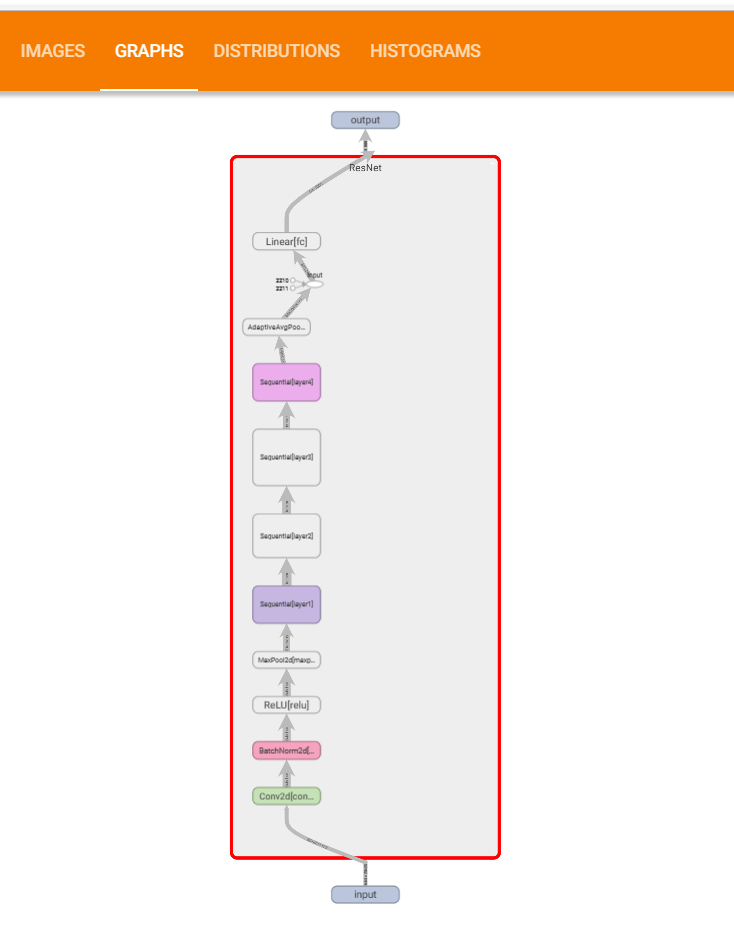 IMAGES GRAPHS DISTRIBUTIONS HISTOGRAMS
output
ResNet
Linear[fc]
input
2210
2211
AdaptiveAvgPoo...
Sequential[layer4]
Sequential[layer3]
Sequential[layer2]
Sequential[layer1]
MaxPool2d[maxp...
ReLU[relu]
BatchNorm2d[...
Conv2d[con...
input